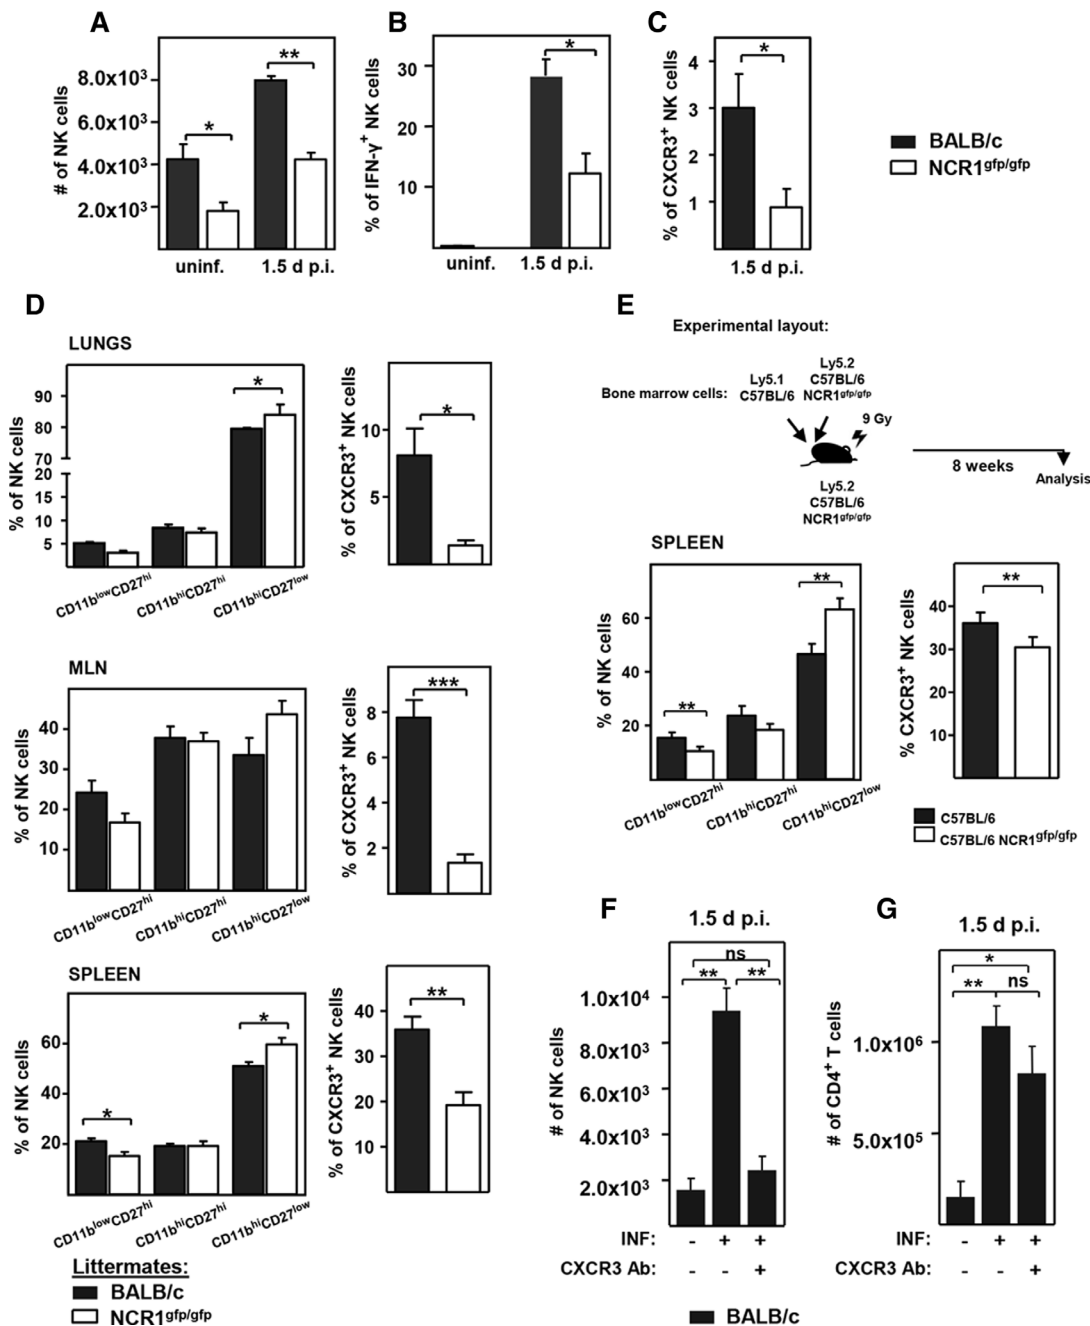 A
# of NK cells
8.0x10³
6.0x10³
4.0x10³
2.0x10³
*
**
uninf.
1.5 d p.i.
B
% of IFN-γ⁺ NK cells
30
20
10
*
uninf.
1.5 d p.i.
C
% of CXCR3⁺ NK cells
4
3
2
1
*
1.5 d p.i.
BALB/c
NCR1gfp/gfp
D
LUNGS
% of NK cells
90
80
70
20
15
10
5
*
CD11blowCD27hi
CD11bhiCD27hi
CD11bhiCD27low
% of CXCR3⁺ NK cells
10
5
*
MLN
% of NK cells
40
30
20
10
CD11blowCD27hi
CD11bhiCD27hi
CD11bhiCD27low
% of CXCR3⁺ NK cells
8
6
4
2
***
SPLEEN
% of NK cells
60
40
20
*
*
CD11blowCD27hi
CD11bhiCD27hi
CD11bhiCD27low
% of CXCR3⁺ NK cells
40
30
20
10
**
Littermates:
BALB/c
NCR1gfp/gfp
E
Experimental layout:
Bone marrow cells:
Ly5.1
C57BL/6
Ly5.2
C57BL/6
NCR1gfp/gfp
9 Gy
Ly5.2
C57BL/6
NCR1gfp/gfp
8 weeks
Analysis
SPLEEN
% of NK cells
60
40
20
**
**
CD11blowCD27hi
CD11bhiCD27hi
CD11bhiCD27low
% CXCR3⁺ NK cells
40
30
20
10
**
C57BL/6
C57BL/6 NCR1gfp/gfp
F
1.5 d p.i.
# of NK cells
1.0x10⁴
8.0x10³
6.0x10³
4.0x10³
2.0x10³
ns
**
**
INF: - + +
CXCR3 Ab: - - +
G
1.5 d p.i.
# of CD4⁺ T cells
1.0x10⁶
5.0x10⁵
*
**
ns
INF: - + +
CXCR3 Ab: - - +
BALB/c